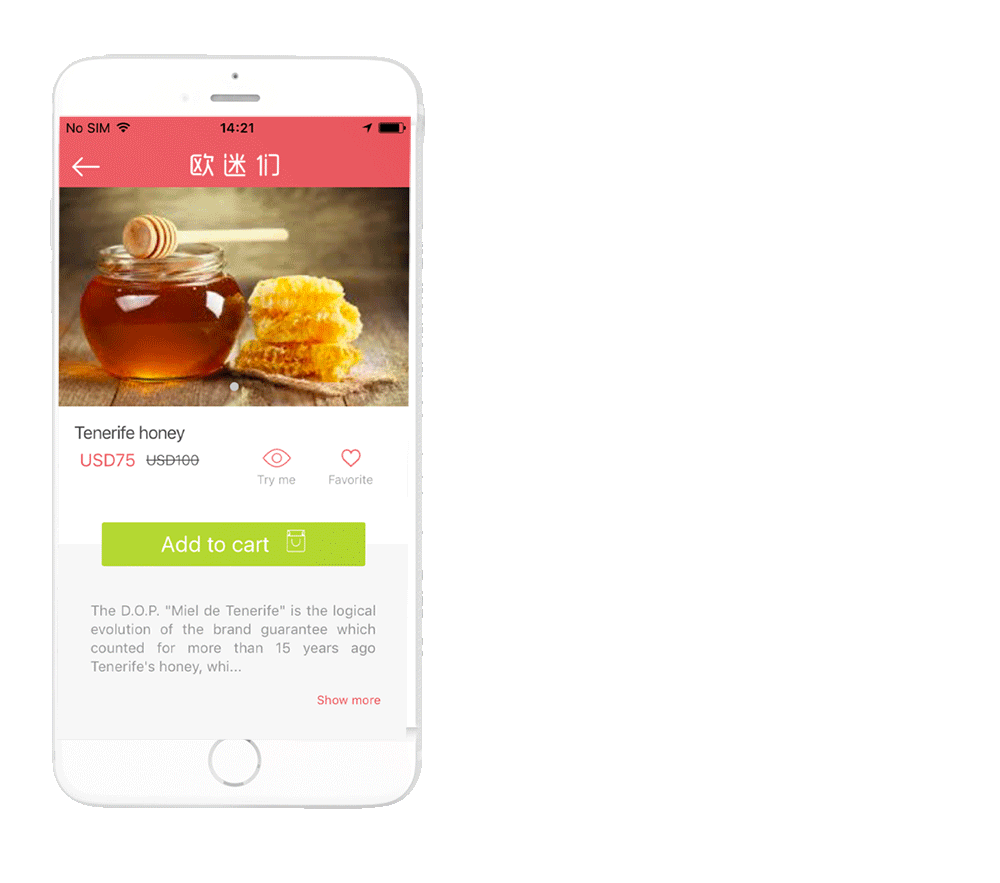 No SIM 14:21
欧迷们
Tenerife honey
USD75 USD100
Try me Favorite
Add to cart
The D.O.P. "Miel de Tenerife" is the logical
evolution of the brand guarantee which
counted for more than 15 years ago
Tenerife's honey, whi...
Show more